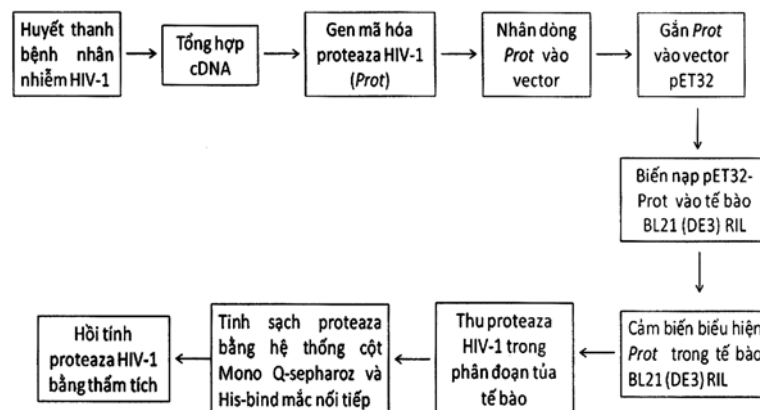 Huyết thanh
bệnh nhân
nhiễm HIV-1
Tổng hợp
cDNA
Gen mã hóa
proteaza HIV-1
(Prot)
Nhân dòng
Prot vào
vector
Gắn Prot
vào vector
pET32
Biến nạp pET32-
Prot vào tế bào
BL21 (DE3) RIL
Cảm biến biểu hiện
Prot trong tế bào
BL21 (DE3) RIL
Thu proteaza
HIV-1 trong
phân đoạn tủa
tế bào
Tinh sạch proteaza
bằng hệ thống cột
Mono Q-sepharoz và
His-bind mắc nối tiếp
Hồi tính
proteaza HIV-1
bằng thẩm tích